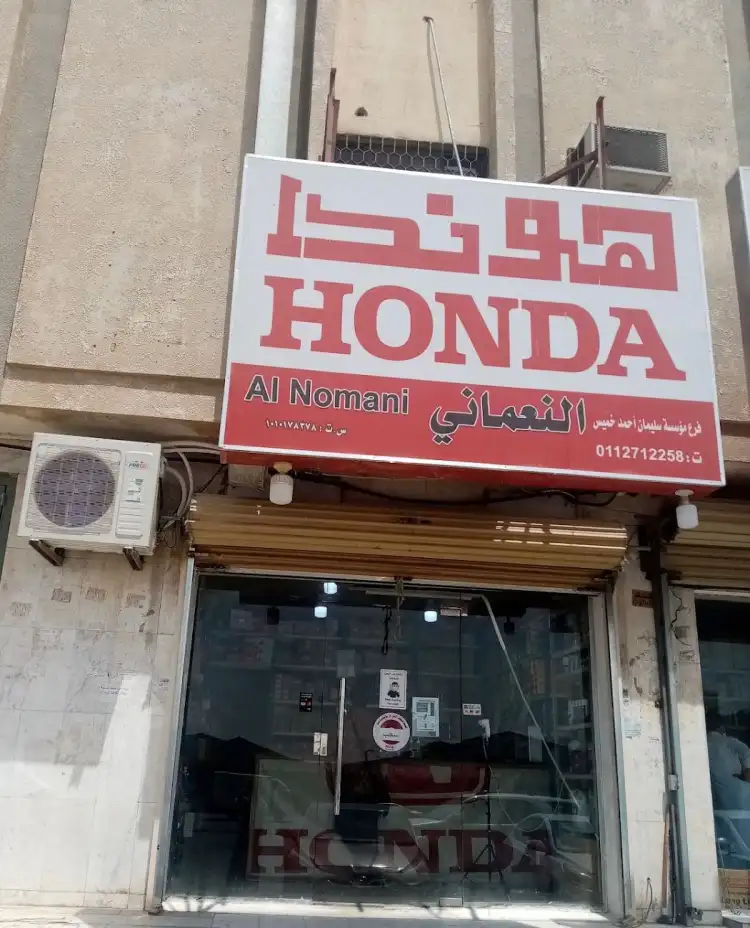 هوندا
HONDA
Al Nomani النعماني فرع مؤسسة سليمان أحمد خميس
س.ت : ١٠١٠١٧٨٣٧٨
ت : 0112712258
HONDA